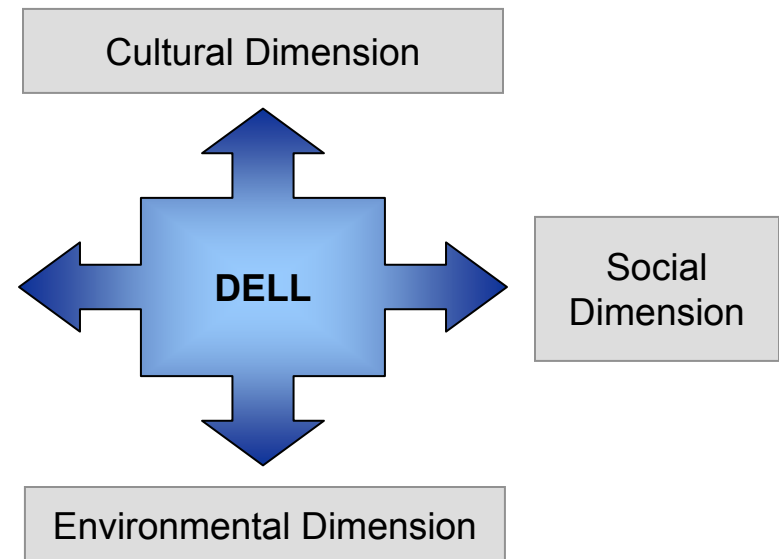 Cultural Dimension
DELL
Social
Dimension
Environmental Dimension